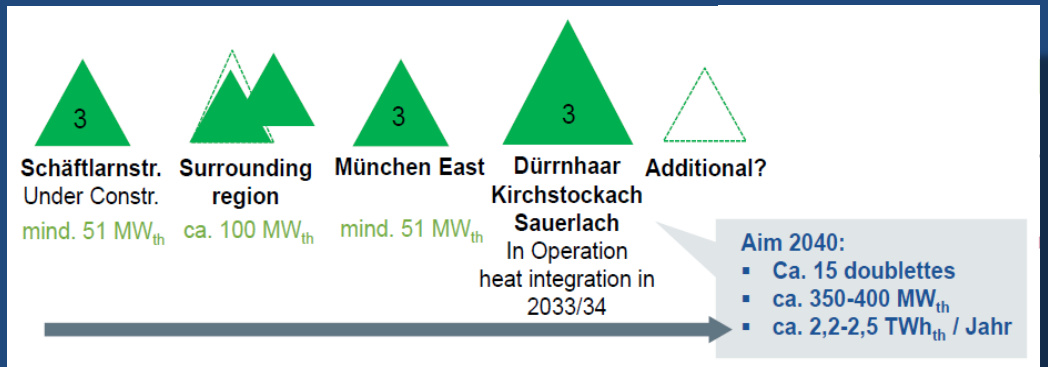 3
3
3
Schäftlarnstr.
Under Constr.
mind. 51 MWth
Surrounding
region
ca. 100 MWth
München East
mind. 51 MWth
Dürrnhaar
Kirchstockach
Sauerlach
In Operation
heat integration in
2033/34
Additional?
Aim 2040:
▪ Ca. 15 doublettes
▪ ca. 350-400 MWth
▪ ca. 2,2-2,5 TWhth / Jahr